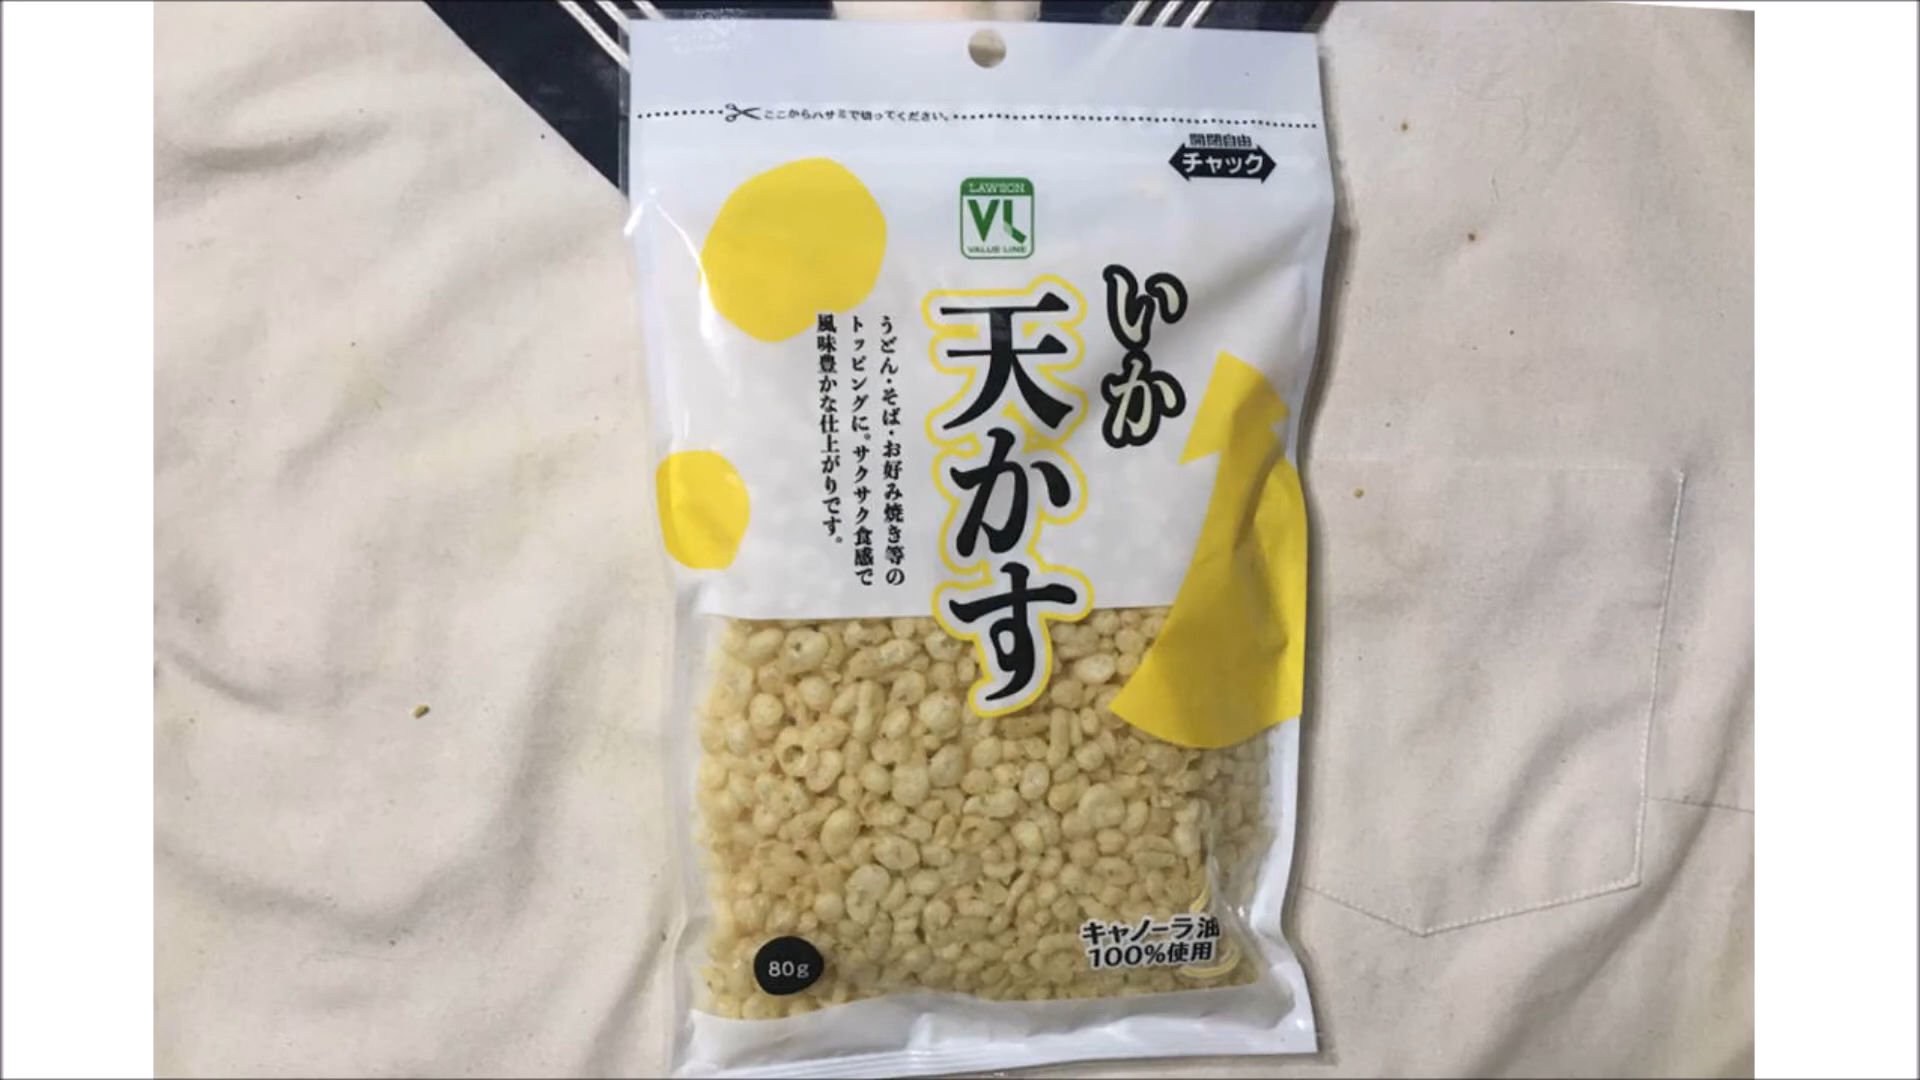 ここからハサミで切ってください。
開閉自由
チャック
LAWSON
VL
VALUE LINE
いか
天かす
うどん・そば・お好み焼き等の
トッピングに。サクサク食感で
風味豊かな仕上がりです。
キャノーラ油
100%使用
80g